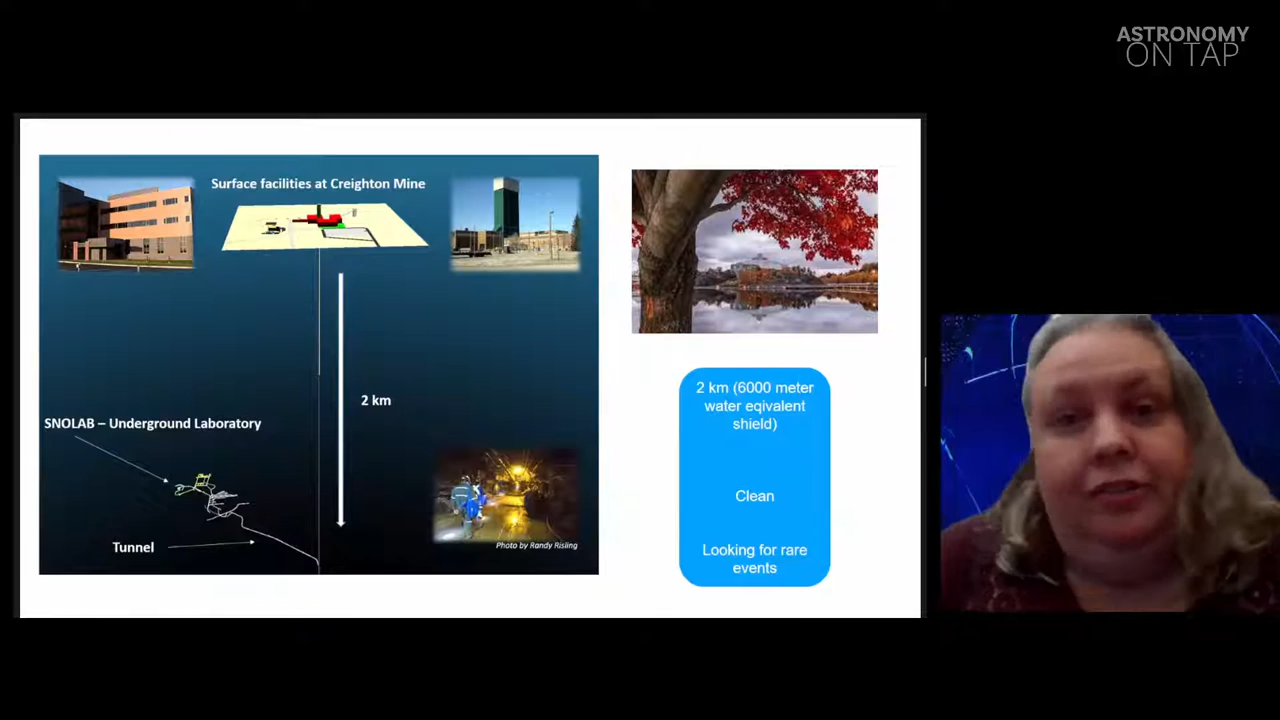 ASTRONOMY
ON TAP
Surface facilities at Creighton Mine
2 km
SNOLAB – Underground Laboratory
Tunnel
Photo by Randy Risling
2 km (6000 meter
water eqivalent
shield)
Clean
Looking for rare
events